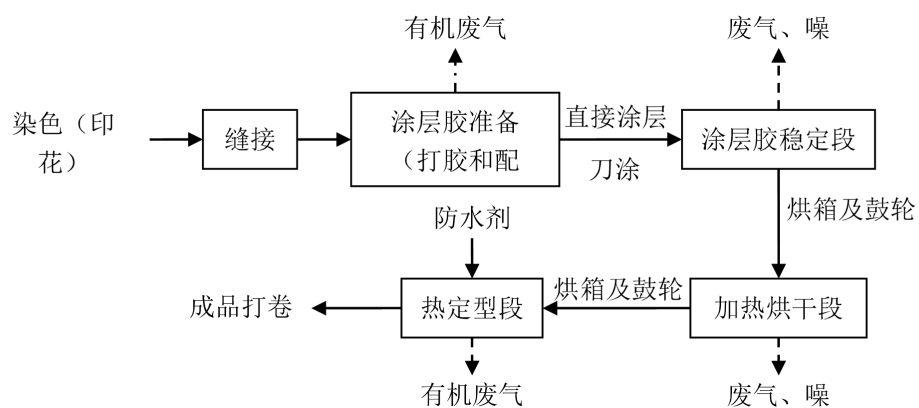 有机废气
废气、噪
染色（印
花）
缝接
涂层胶准备
（打胶和配
直接涂层
刀涂
涂层胶稳定段
烘箱及鼓轮
防水剂
成品打卷
热定型段
烘箱及鼓轮
加热烘干段
有机废气
废气、噪